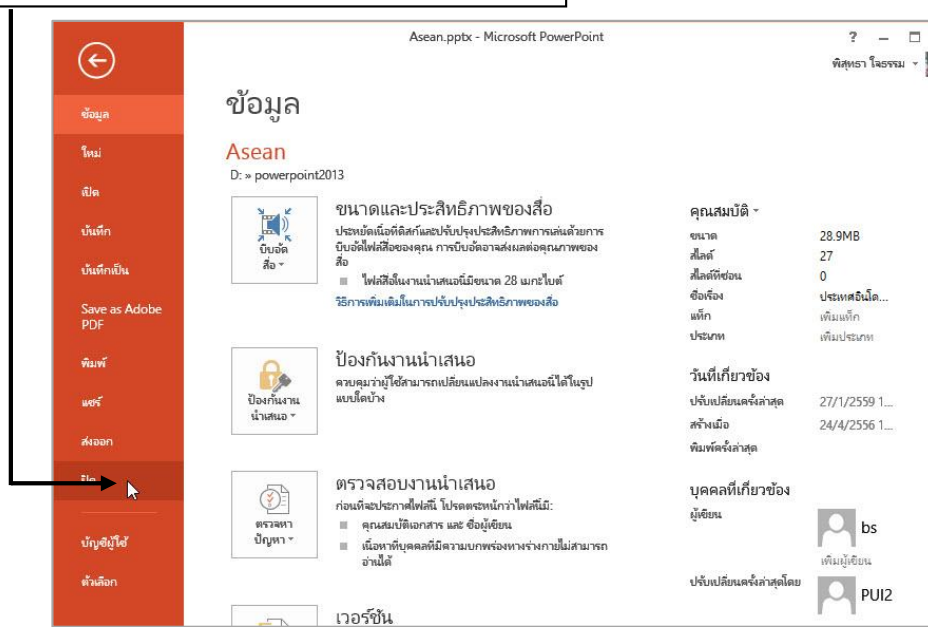 Asean.pptx - Microsoft PowerPoint
? –
พิสุทธา ใจธรรม
ข้อมูล
ใหม่
เปิด
บันทึก
บันทึกเป็น
Save as Adobe
PDF
พิมพ์
แชร์
ส่งออก
ปิด
บัญชีผู้ใช้
ตัวเลือก
ข้อมูล
Asean
D: » powerpoint2013
บีบอัด
สื่อ
ขนาดและประสิทธิภาพของสื่อ
ประหยัดเนื้อที่ดิสก์และปรับปรุงประสิทธิภาพการเล่นด้วยการ
บีบอัดไฟล์สื่อของคุณ การบีบอัดอาจส่งผลต่อคุณภาพของ
สื่อ
ไฟล์สื่อในงานนำเสนอนี้มีขนาด 28 เมกะไบต์
วิธีการเพิ่มเติมในการปรับปรุงประสิทธิภาพของสื่อ
ป้องกันงาน
นำเสนอ
ป้องกันงานนำเสนอ
ควบคุมว่าผู้ใช้สามารถเปลี่ยนแปลงงานนำเสนอนี้ได้ในรูป
แบบใดบ้าง
ตรวจหา
ปัญหา
ตรวจสอบงานนำเสนอ
ก่อนที่จะประกาศไฟล์นี้ โปรดตระหนักว่าไฟล์นี้มี:
คุณสมบัติเอกสาร และ ชื่อผู้เขียน
เนื้อหาที่บุคคลที่มีความบกพร่องทางร่างกายไม่สามารถ
อ่านได้
เวอร์ชัน
คุณสมบัติ
ขนาด 28.9MB
สไลด์ 27
สไลด์ที่ซ่อน 0
ชื่อเรื่อง ประเทศอินโด...
แท็ก เพิ่มแท็ก
ประเภท เพิ่มประเภท
วันที่เกี่ยวข้อง
ปรับเปลี่ยนครั้งล่าสุด 27/1/2559 1...
สร้างเมื่อ 24/4/2556 1...
พิมพ์ครั้งล่าสุด
บุคคลที่เกี่ยวข้อง
ผู้เขียน bs
เพิ่มผู้เขียน
ปรับเปลี่ยนครั้งล่าสุดโดย PUI2